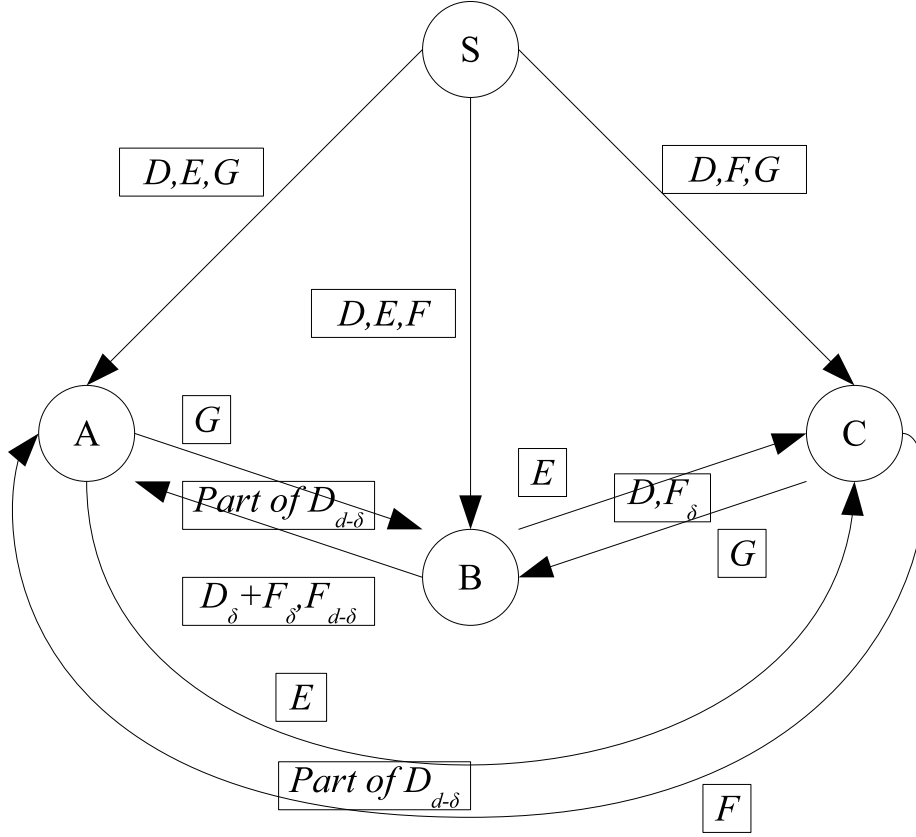 S
D,E,G
D,F,G
D,E,F
A
G
C
E
Part of D_{d-δ}
D,F_δ
G
B
D_δ+F_δ,F_{d-δ}
E
Part of D_{d-δ}
F